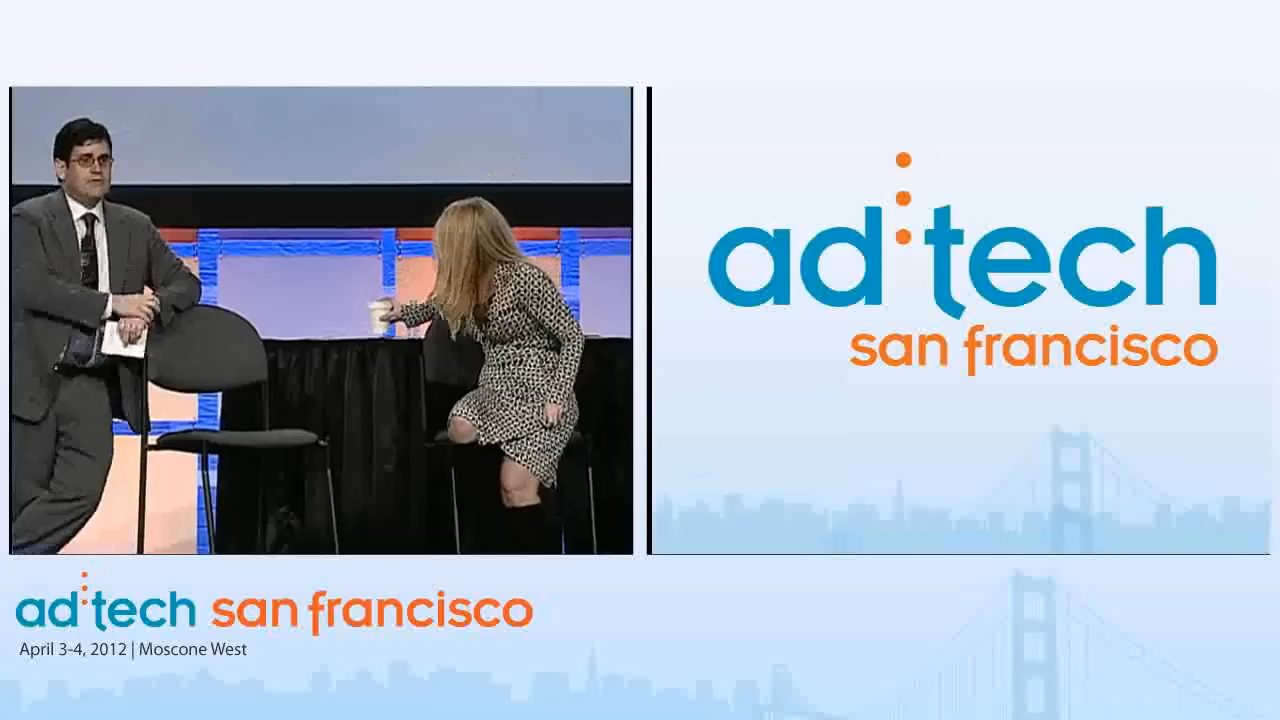 ad:tech
san francisco
ad:tech san francisco
April 3-4, 2012 | Moscone West